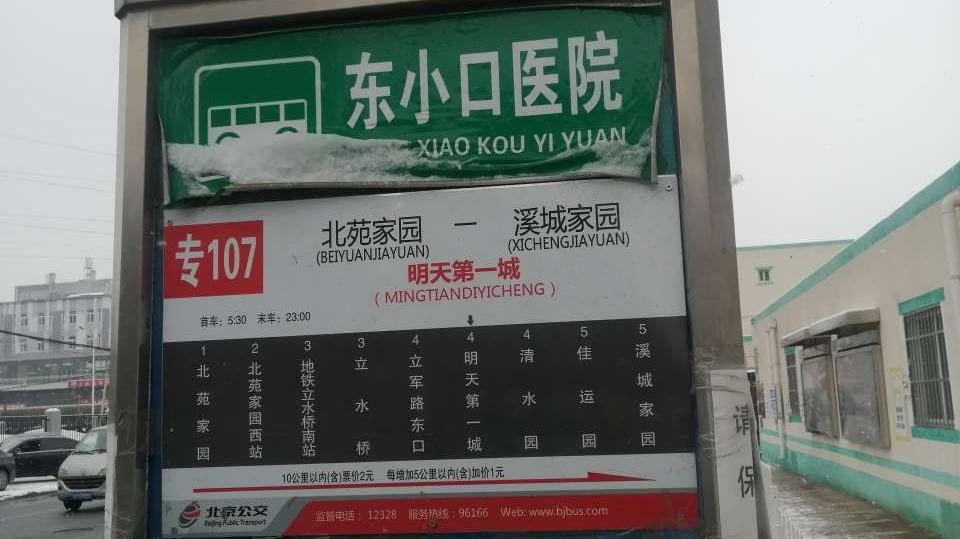 东小口医院
XIAO KOU YI YUAN
专107
北苑家园 — 溪城家园
(BEIYUANJIAYUAN) (XICHENGJIAYUAN)
明天第一城
(MINGTIANDIYICHENG)
首车: 5:30 末车: 23:00
1 北苑家园
2 北苑家园西站
3 地铁立水桥南站
3 立水桥
4 立军路东口
4 明天第一城
4 清水园
5 佳运园
5 溪城家园
10公里以内(含)票价2元 每增加5公里以内(含)加价1元
北京公交
Beijing Public Transport
监督电话: 12328 服务热线: 96166 Web: www.bjbus.com
请保